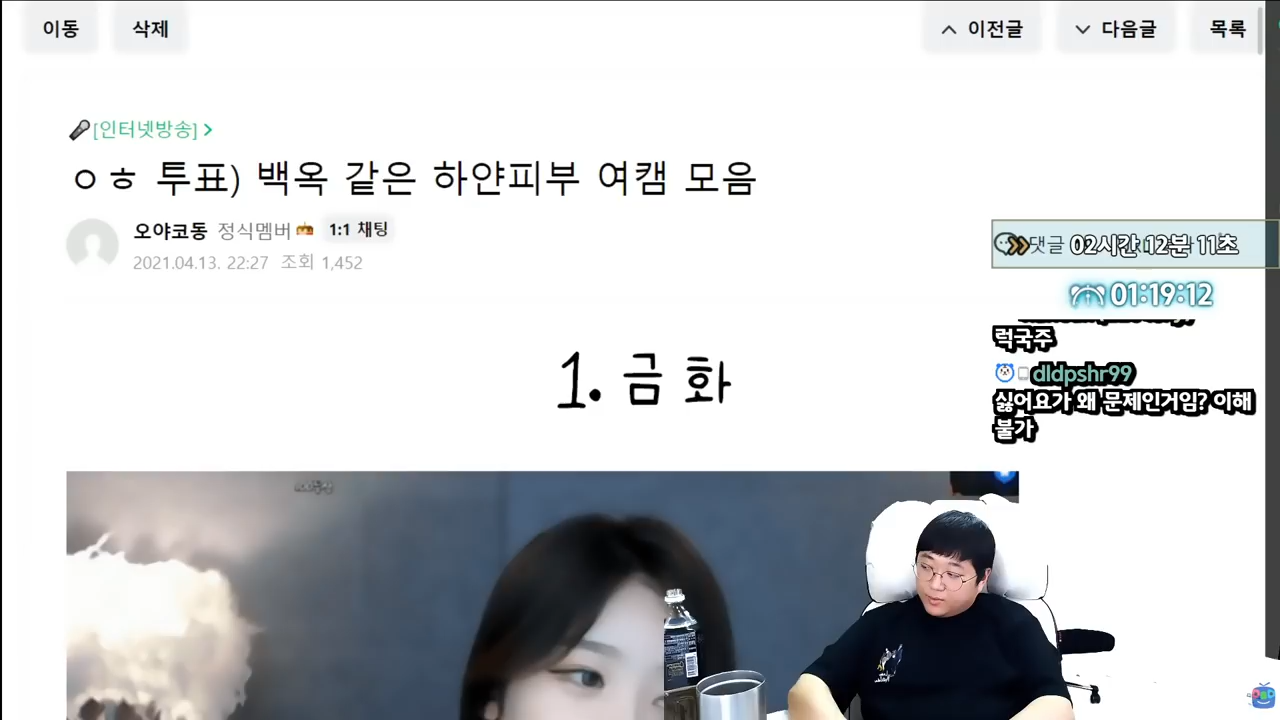 이동 삭제 이전글 다음글 목록
[인터넷방송]
ㅇㅎ 투표) 백옥 같은 하얀피부 여캠 모음
오야코동 정식멤버 1:1 채팅
2021.04.13. 22:27 조회 1,452
댓글 02시간 12분 11초
01:19:12
럭국주
dldpshr99
싫어요가 왜 문제인거임? 이해
불가
1. 금화